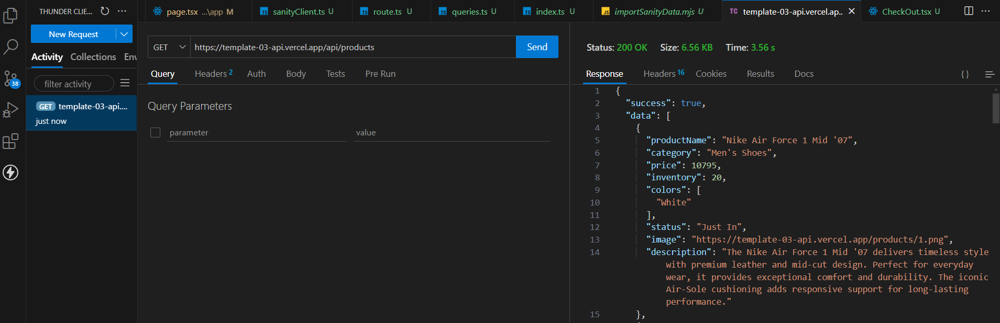 THUNDER CLIE... ↻ ···
page.tsx ...\app M
TS sanityClient.ts U
TS route.ts U
TS queries.ts U
TS index.ts U
JS importSanityData.mjs U
TC template-03-api.vercel.ap.. ×
CheckOut.tsx U
···
New Request
Activity Collections Env
filter activity
GET template-03-api....
just now
38
GET https://template-03-api.vercel.app/api/products Send
Query Headers 2 Auth Body Tests Pre Run
Query Parameters
parameter value
Status: 200 OK Size: 6.56 KB Time: 3.56 s
Response Headers 16 Cookies Results Docs {}
1 {
2 "success": true,
3 "data": [
4 {
5 "productName": "Nike Air Force 1 Mid '07",
6 "category": "Men's Shoes",
7 "price": 10795,
8 "inventory": 20,
9 "colors": [
10 "White"
11 ],
12 "status": "Just In",
13 "image": "https://template-03-api.vercel.app/products/1.png",
14 "description": "The Nike Air Force 1 Mid '07 delivers timeless style
with premium leather and mid-cut design. Perfect for everyday
wear, it provides exceptional comfort and durability. The iconic
Air-Sole cushioning adds responsive support for long-lasting
performance."
15 },